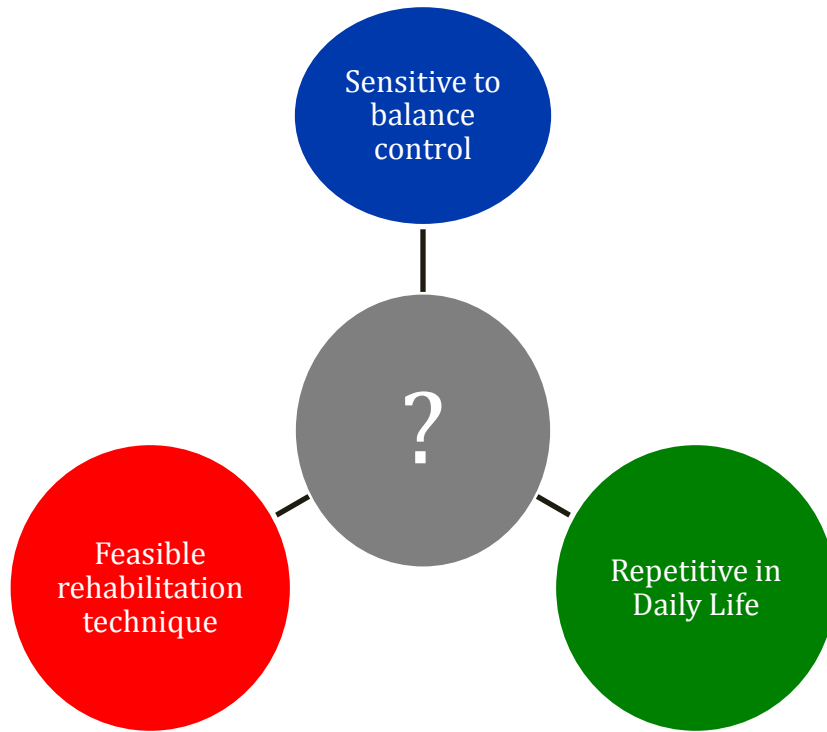 Sensitive to
balance
control
?
Feasible
rehabilitation
technique
Repetitive in
Daily Life